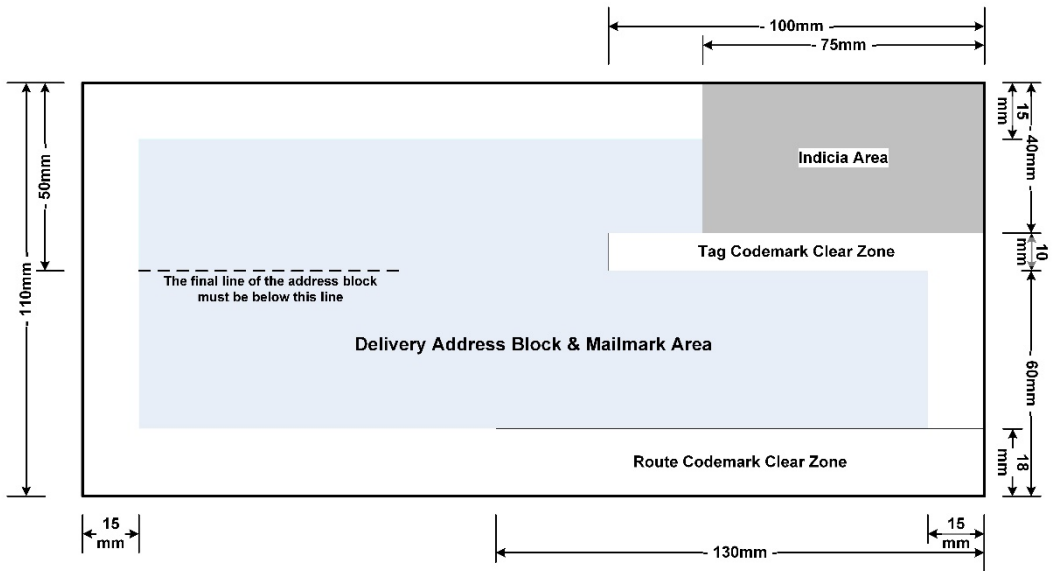 100mm
75mm
15
mm
40mm
50mm
110mm
Indicia Area
10
mm
Tag Codemark Clear Zone
The final line of the address block
must be below this line
Delivery Address Block & Mailmark Area
60mm
Route Codemark Clear Zone
18
mm
15
mm
15
mm
130mm